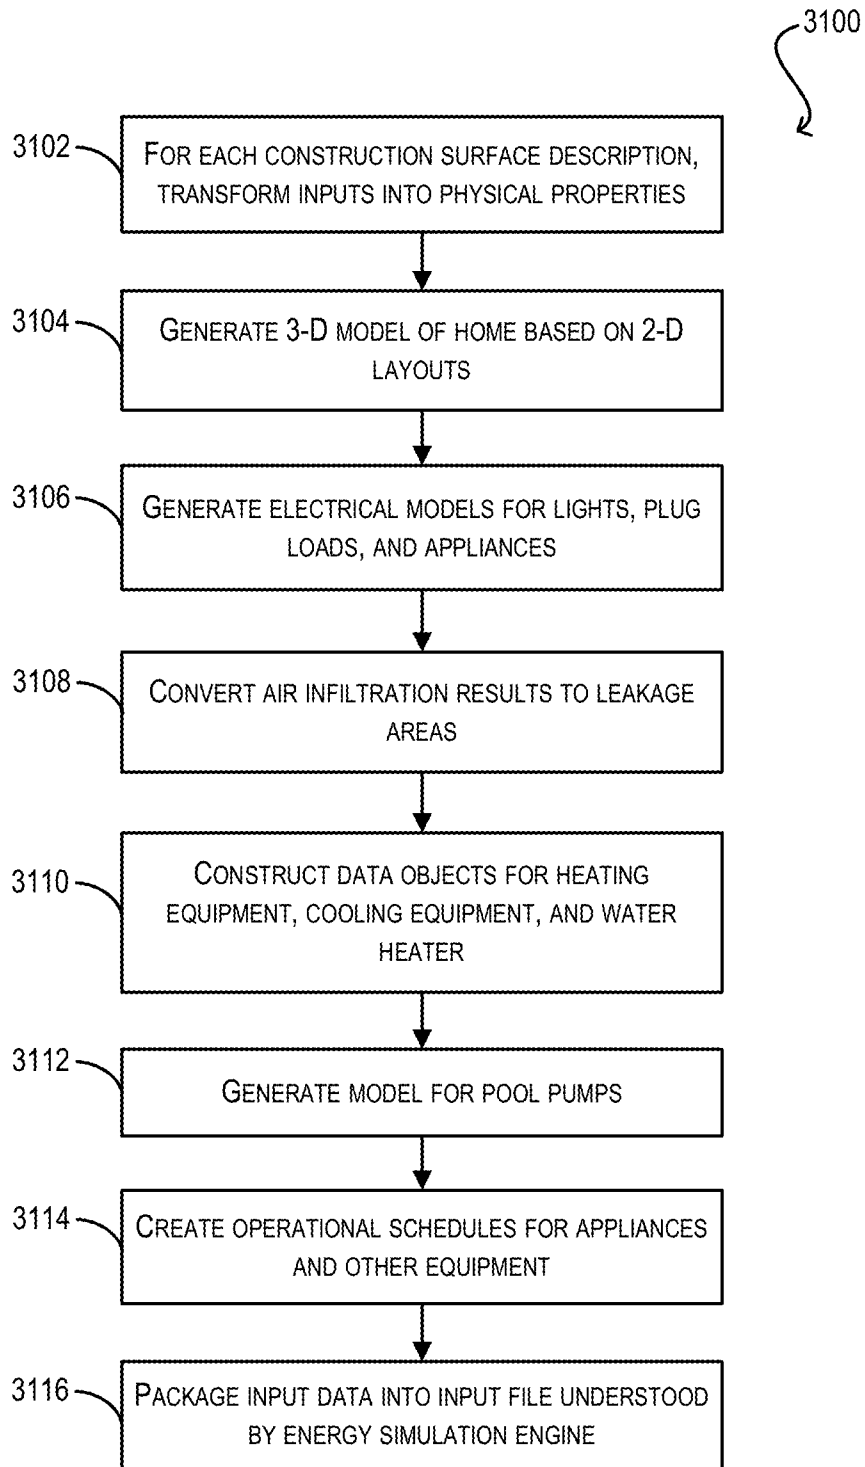 3100
3102
FOR EACH CONSTRUCTION SURFACE DESCRIPTION,
TRANSFORM INPUTS INTO PHYSICAL PROPERTIES
3104
GENERATE 3-D MODEL OF HOME BASED ON 2-D
LAYOUTS
3106
GENERATE ELECTRICAL MODELS FOR LIGHTS, PLUG
LOADS, AND APPLIANCES
3108
CONVERT AIR INFILTRATION RESULTS TO LEAKAGE
AREAS
3110
CONSTRUCT DATA OBJECTS FOR HEATING
EQUIPMENT, COOLING EQUIPMENT, AND WATER
HEATER
3112
GENERATE MODEL FOR POOL PUMPS
3114
CREATE OPERATIONAL SCHEDULES FOR APPLIANCES
AND OTHER EQUIPMENT
3116
PACKAGE INPUT DATA INTO INPUT FILE UNDERSTOOD
BY ENERGY SIMULATION ENGINE